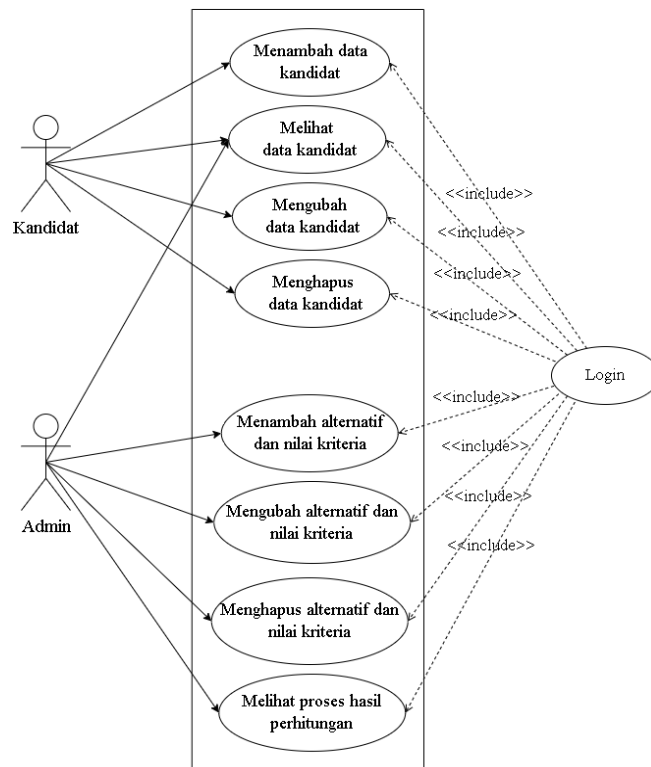 Menambah data
kandidat
Melihat
data kandidat
Mengubah
data kandidat
Menghapus
data kandidat
Kandidat
<<include>>
<<include>>
<<include>>
<<include>>
Login
<<include>>
<<include>>
<<include>>
<<include>>
Menambah alternatif
dan nilai kriteria
Admin
Mengubah alternatif dan
nilai kriteria
Menghapus alternatif dan
nilai kriteria
Melihat proses hasil
perhitungan